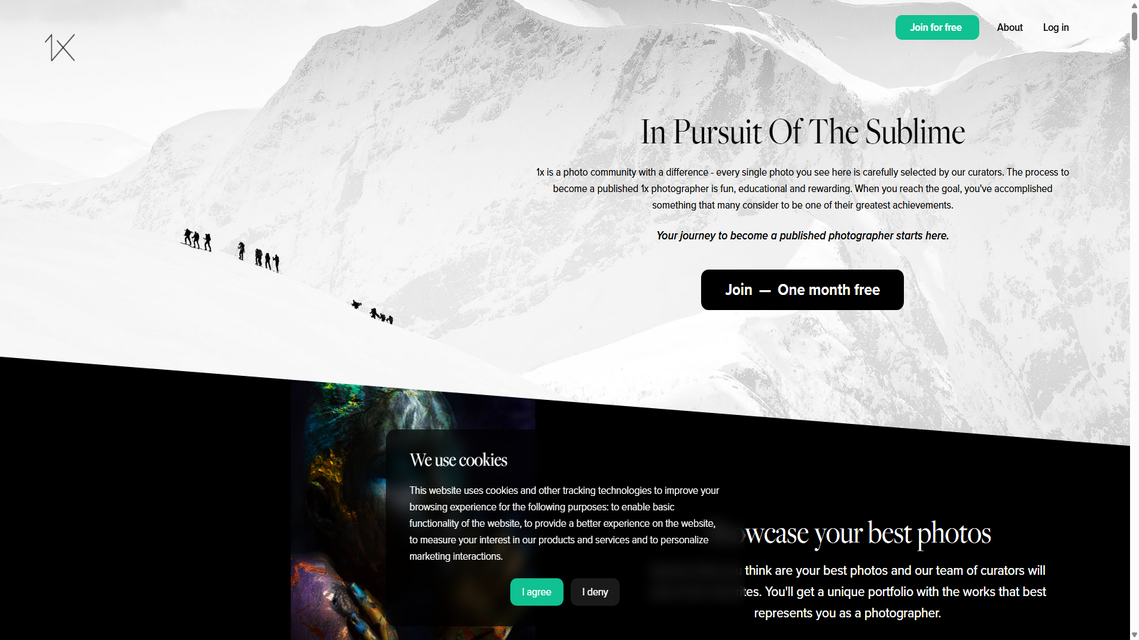 1X
Join for free
About
Log in
In Pursuit Of The Sublime
1x is a photo community with a difference - every single photo you see here is carefully selected by our curators. The process to
become a published 1x photographer is fun, educational and rewarding. When you reach the goal, you've accomplished
something that many consider to be one of their greatest achievements.
Your journey to become a published photographer starts here.
Join — One month free
We use cookies
This website uses cookies and other tracking technologies to improve your
browsing experience for the following purposes: to enable basic
functionality of the website, to provide a better experience on the website,
to measure your interest in our products and services and to personalize
marketing interactions.
I agree
I deny
owcase your best photos
think are your best photos and our team of curators will
tes. You'll get a unique portfolio with the works that best
represents you as a photographer.